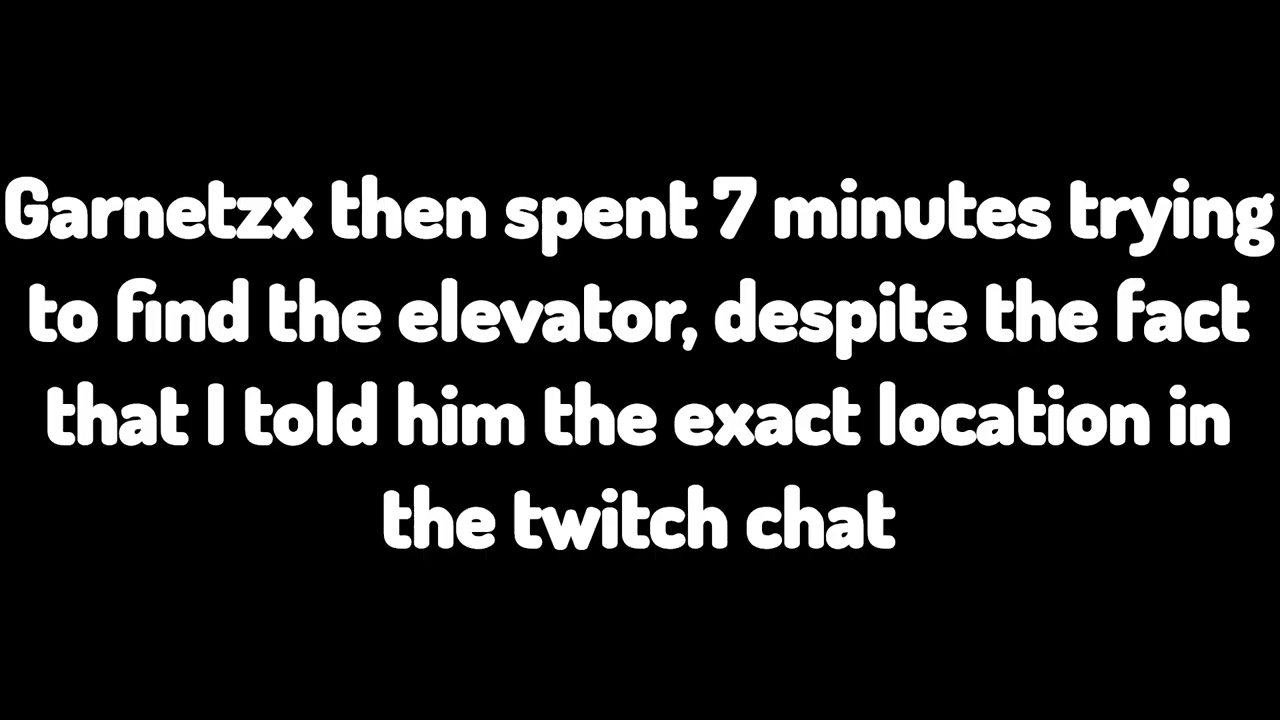 Garnetzx then spent 7 minutes trying
to find the elevator, despite the fact
that I told him the exact location in
the twitch chat